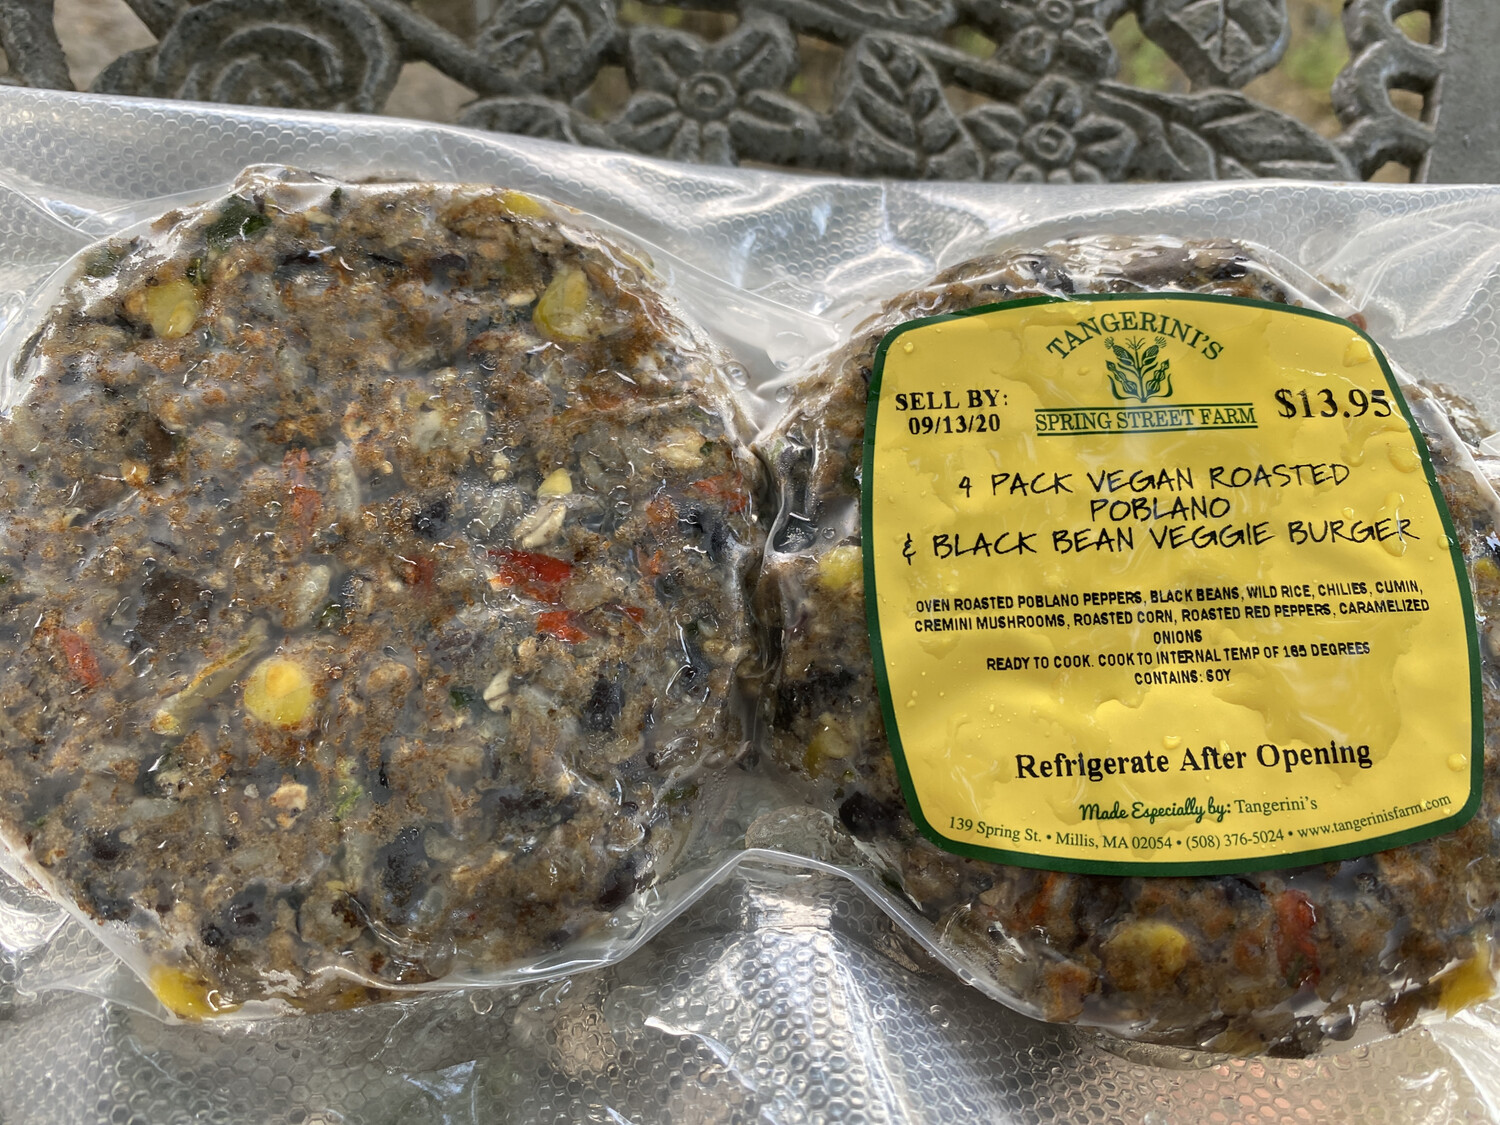 TANGERINI'S
SPRING STREET FARM
SELL BY:
09/13/20
$13.95
4 PACK VEGAN ROASTED
POBLANO
& BLACK BEAN VEGGIE BURGER
OVEN ROASTED POBLANO PEPPERS, BLACK BEANS, WILD RICE, CHILIES, CUMIN,
CREMINI MUSHROOMS, ROASTED CORN, ROASTED RED PEPPERS, CARAMELIZED
ONIONS
READY TO COOK. COOK TO INTERNAL TEMP OF 165 DEGREES
CONTAINS: SOY
Refrigerate After Opening
Made Especially by: Tangerini's
139 Spring St. • Millis, MA 02054 • (508) 376-5024 • www.tangerinisfarm.com